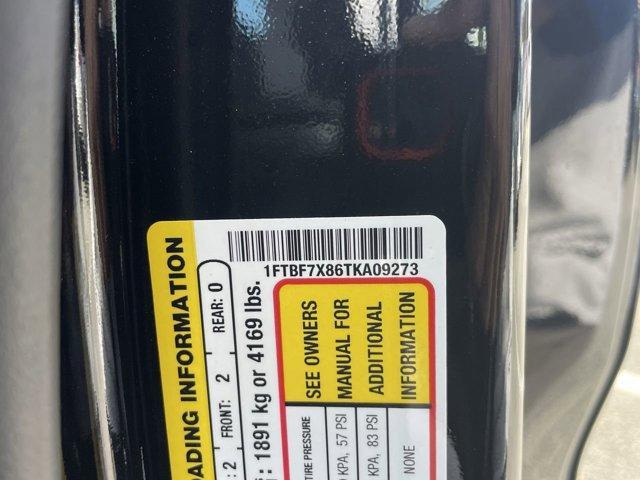 1FTBF7X86TKA09273
OADING INFORMATION
: 2 FRONT: 2 REAR: 0
: 1891 kg or 4169 lbs.
TIRE PRESSURE
KPA, 57 PSI
KPA, 83 PSI
NONE
SEE OWNERS
MANUAL FOR
ADDITIONAL
INFORMATION